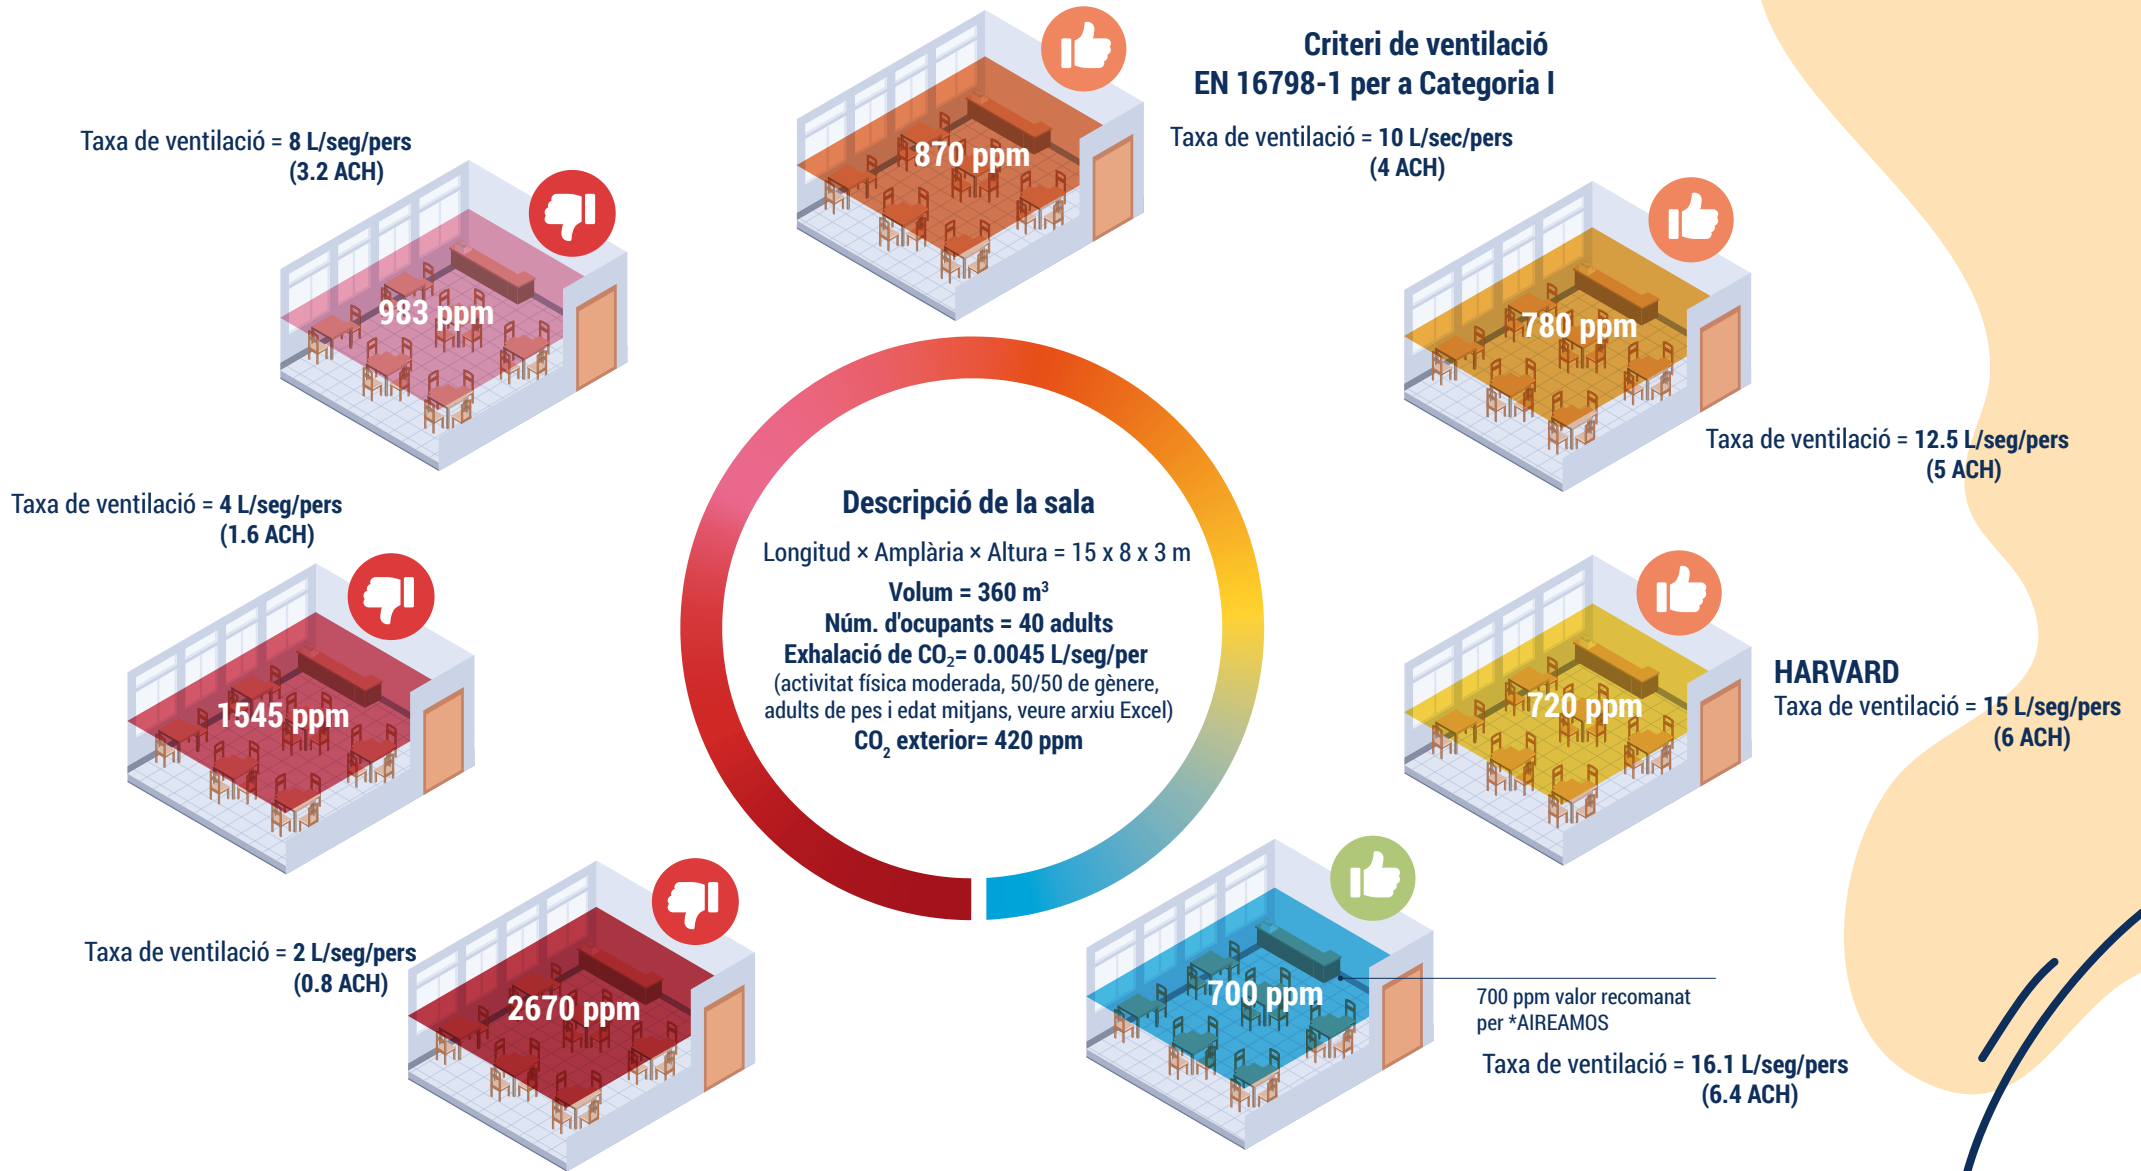 Criteri de ventilació
EN 16798-1 per a Categoria I
Taxa de ventilació = 10 L/sec/pers
(4 ACH)
870 ppm
Taxa de ventilació = 8 L/seg/pers
(3.2 ACH)
983 ppm
780 ppm
Taxa de ventilació = 12.5 L/seg/pers
(5 ACH)
Taxa de ventilació = 4 L/seg/pers
(1.6 ACH)
1545 ppm
Descripció de la sala
Longitud × Amplària × Altura = 15 x 8 x 3 m
Volum = 360 m³
Núm. d'ocupants = 40 adults
Exhalació de CO₂= 0.0045 L/seg/per
(activitat física moderada, 50/50 de gènere,
adults de pes i edat mitjans, veure arxiu Excel)
CO₂ exterior= 420 ppm
720 ppm
HARVARD
Taxa de ventilació = 15 L/seg/pers
(6 ACH)
Taxa de ventilació = 2 L/seg/pers
(0.8 ACH)
2670 ppm
700 ppm
700 ppm valor recomanat
per *AIREAMOS
Taxa de ventilació = 16.1 L/seg/pers
(6.4 ACH)